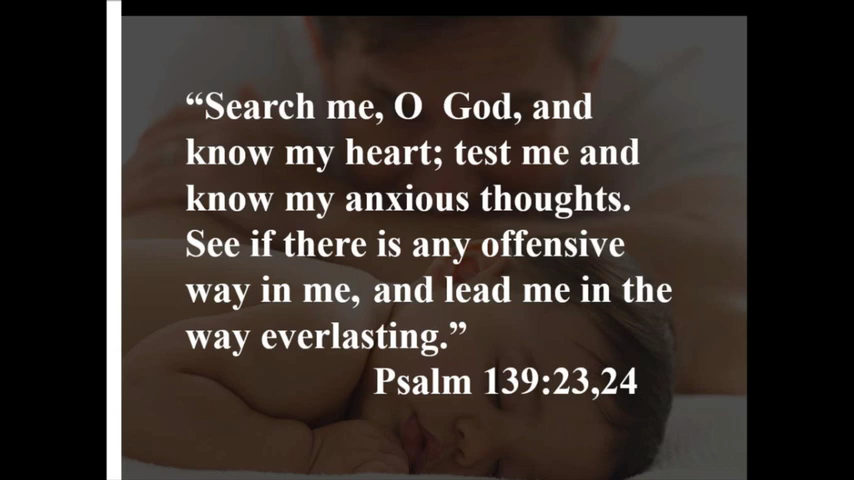 “Search me, O God, and
know my heart; test me and
know my anxious thoughts.
See if there is any offensive
way in me, and lead me in the
way everlasting.”
Psalm 139:23,24